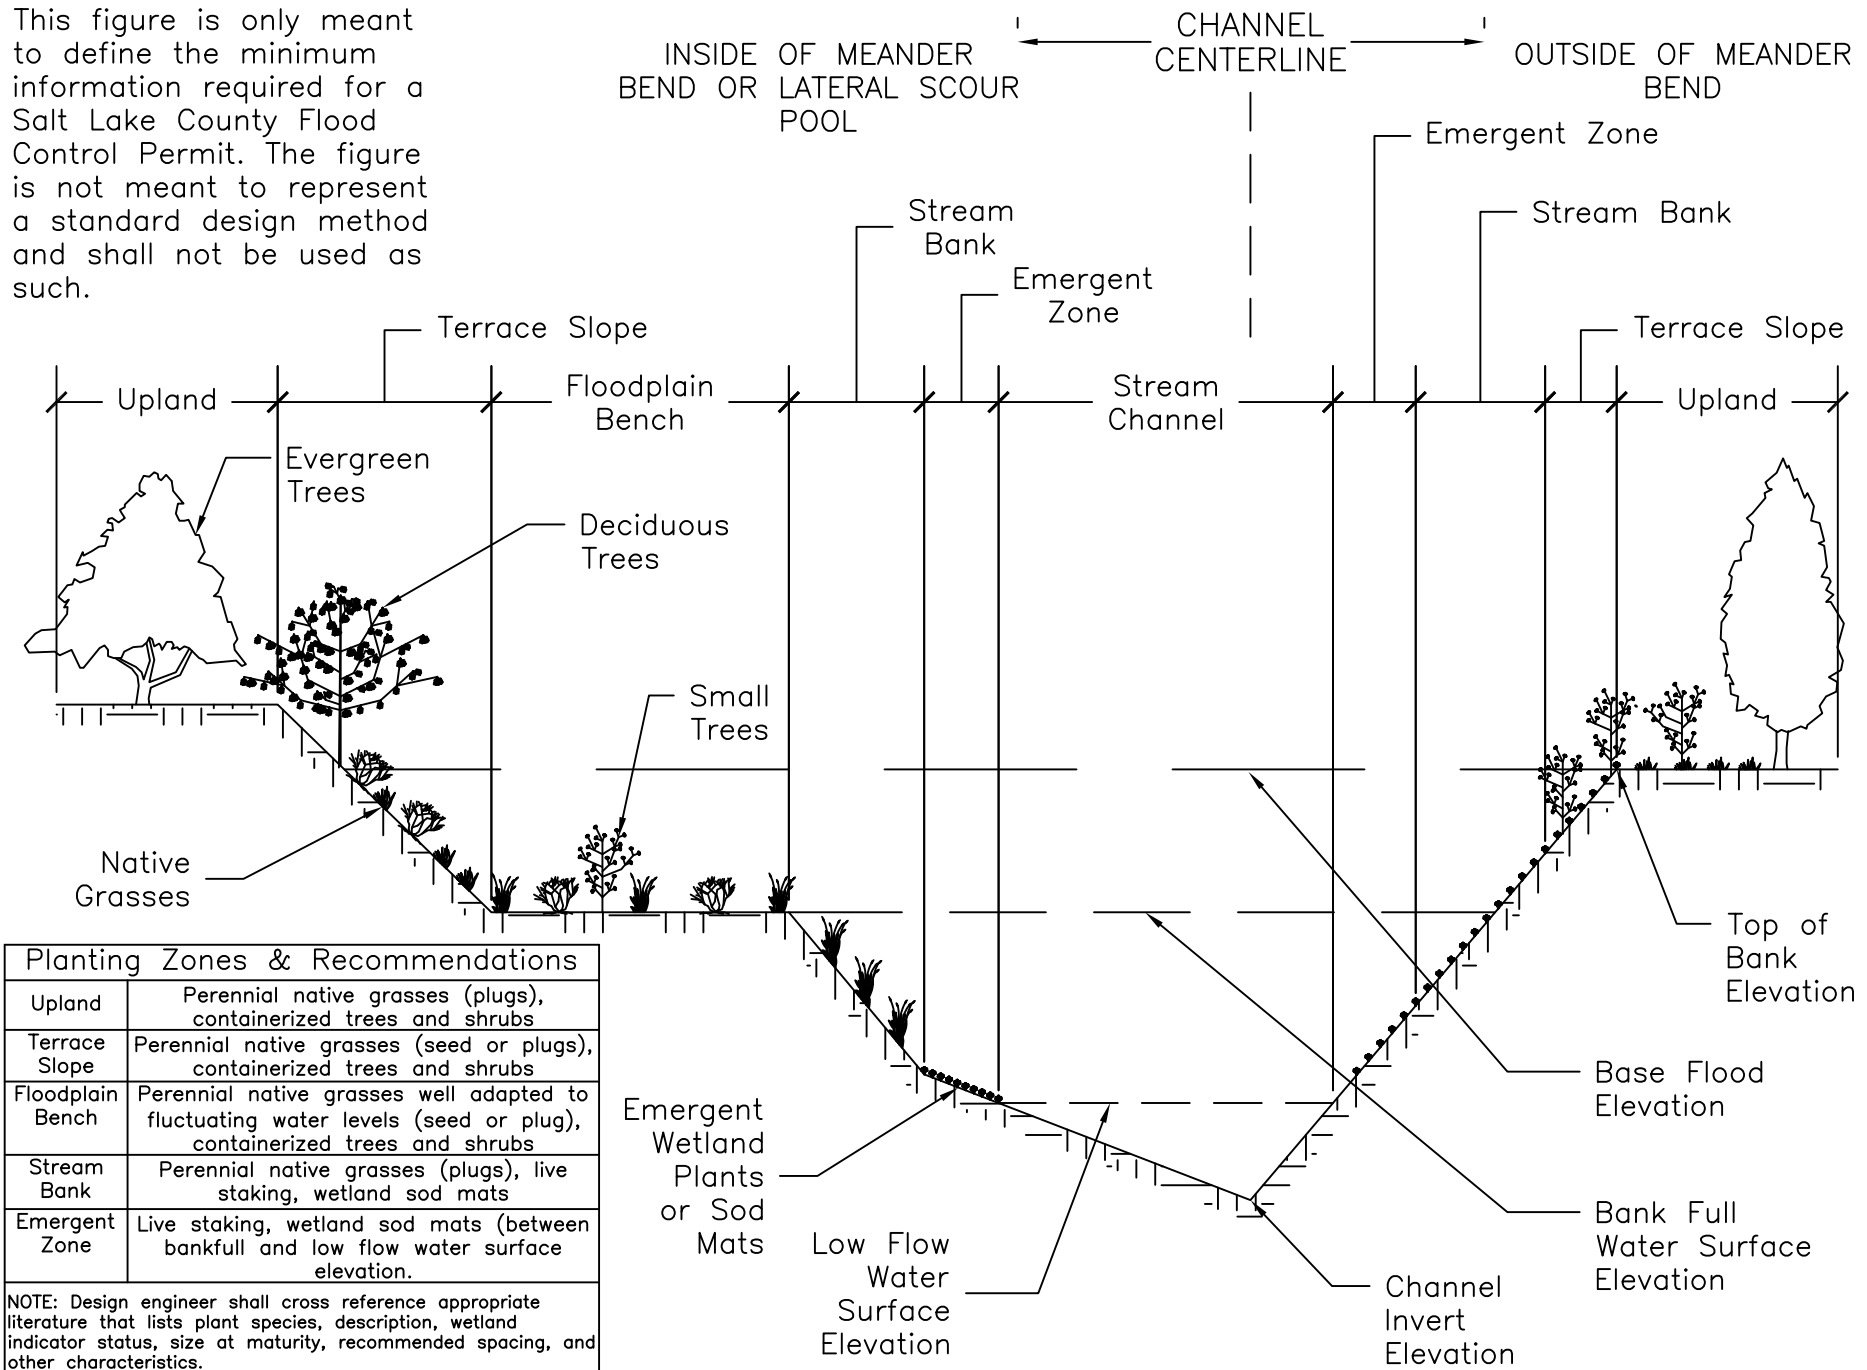 This figure is only meant
to define the minimum
information required for a
Salt Lake County Flood
Control Permit. The figure
is not meant to represent
a standard design method
and shall not be used as
such.
INSIDE OF MEANDER
BEND OR LATERAL SCOUR
POOL
CHANNEL
CENTERLINE
OUTSIDE OF MEANDER
BEND
Emergent Zone
Stream Bank
Stream
Bank
Emergent
Zone
Terrace Slope
Terrace Slope
Upland
Floodplain
Bench
Stream
Channel
Upland
Evergreen
Trees
Deciduous
Trees
Small
Trees
Native
Grasses
Top of
Bank
Elevation
Base Flood
Elevation
Emergent
Wetland
Plants
or Sod
Mats
Low Flow
Water
Surface
Elevation
Bank Full
Water Surface
Elevation
Channel
Invert
Elevation
Planting Zones & Recommendations
Upland
Perennial native grasses (plugs),
containerized trees and shrubs
Terrace
Slope
Perennial native grasses (seed or plugs),
containerized trees and shrubs
Floodplain
Bench
Perennial native grasses well adapted to
fluctuating water levels (seed or plug),
containerized trees and shrubs
Stream
Bank
Perennial native grasses (plugs), live
staking, wetland sod mats
Emergent
Zone
Live staking, wetland sod mats (between
bankfull and low flow water surface
elevation.
NOTE: Design engineer shall cross reference appropriate
literature that lists plant species, description, wetland
indicator status, size at maturity, recommended spacing, and
other characteristics.